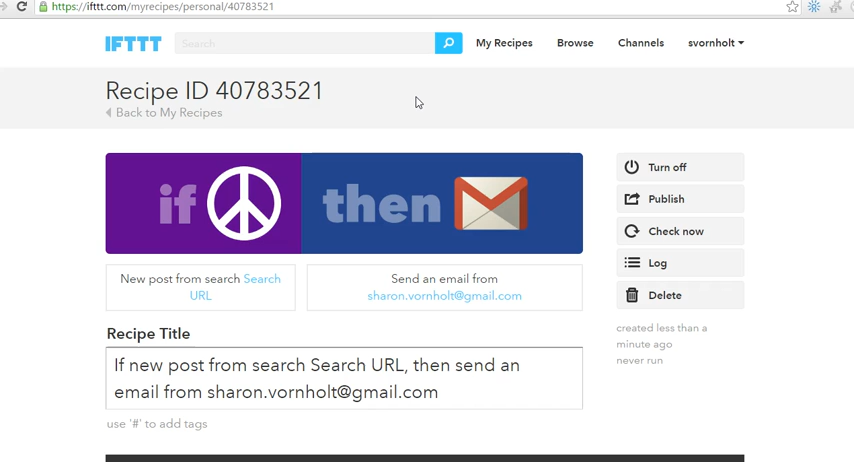 https://ifttt.com/myrecipes/personal/40783521
IFTTT
Search
My Recipes
Browse
Channels
svornholt
Recipe ID 40783521
Back to My Recipes
if
then
New post from search Search
URL
Send an email from
sharon.vornholt@gmail.com
Turn off
Publish
Check now
Log
Delete
created less than a
minute ago
never run
Recipe Title
If new post from search Search URL, then send an
email from sharon.vornholt@gmail.com
use '#' to add tags